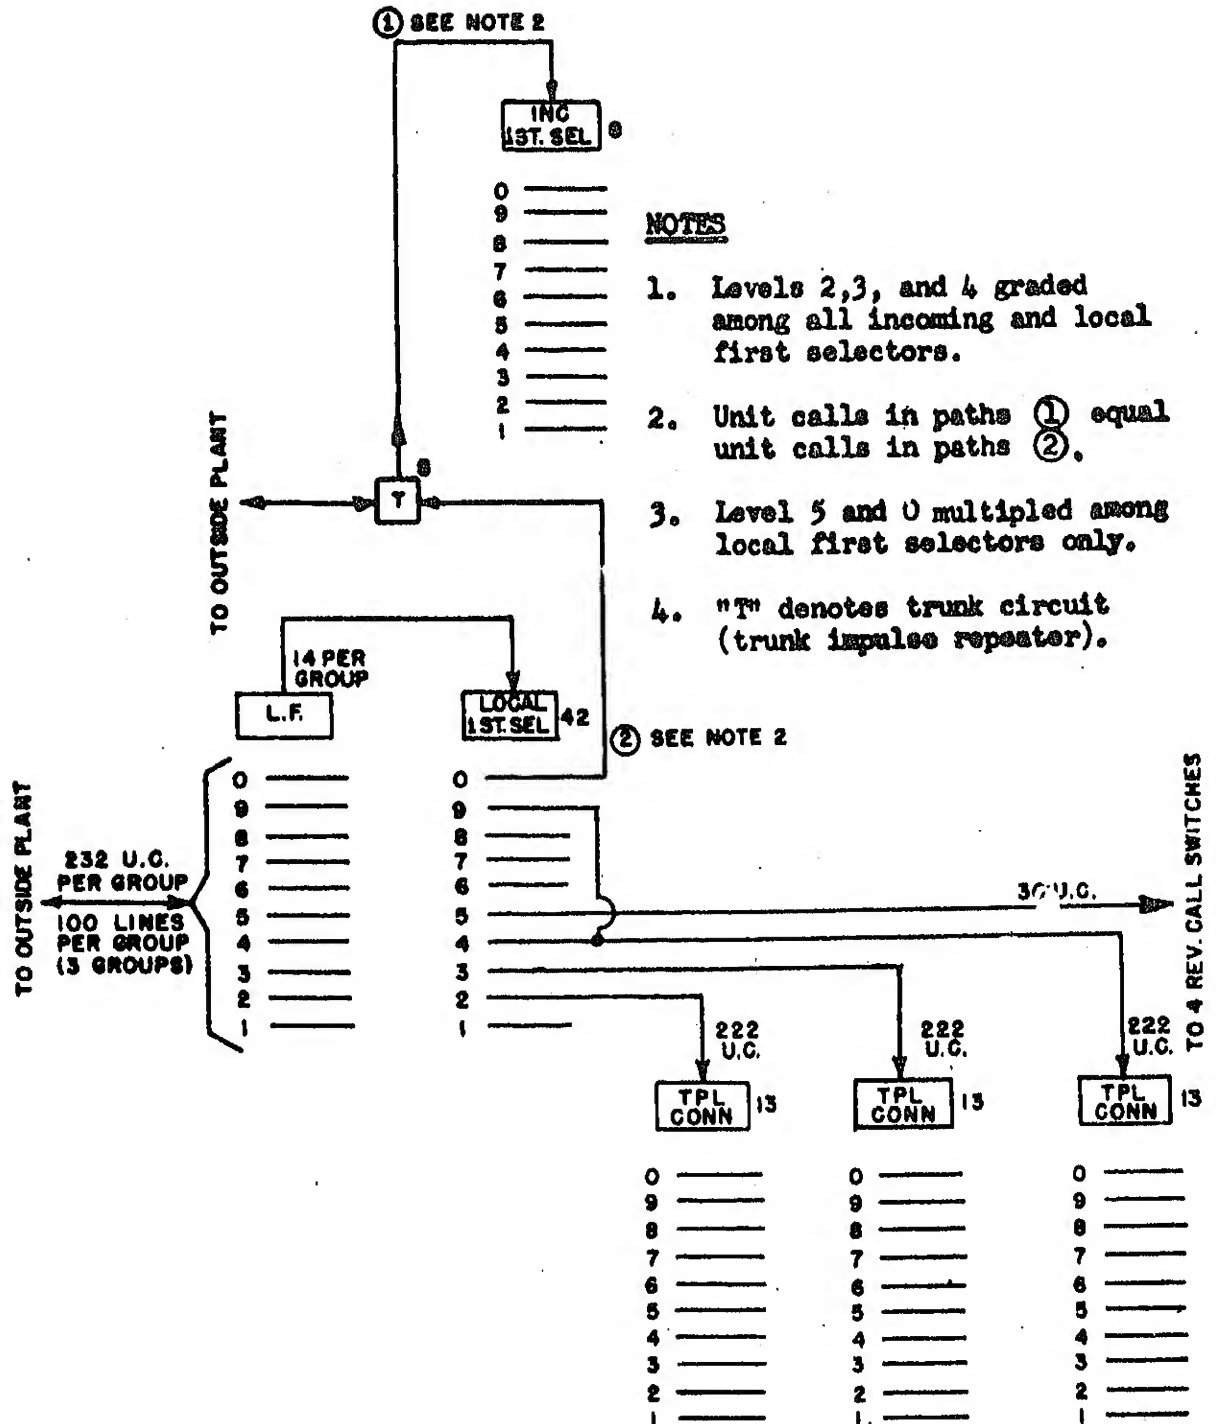 ① SEE NOTE 2
INC
1ST. SEL
8
0
9
8
7
6
5
4
3
2
1
NOTES
1. Levels 2,3, and 4 graded
among all incoming and local
first selectors.
2. Unit calls in paths ① equal
unit calls in paths ②.
3. Level 5 and 0 multipled among
local first selectors only.
4. "T" denotes trunk circuit
(trunk impulse repeater).
TO OUTSIDE PLANT
T
8
14 PER
GROUP
L.F.
LOCAL
1ST. SEL
42
② SEE NOTE 2
TO OUTSIDE PLANT
232 U.C.
PER GROUP
100 LINES
PER GROUP
(3 GROUPS)
0
9
8
7
6
5
4
3
2
1
0
9
8
7
6
5
4
3
2
1
U.C.
TO 4 REV. CALL SWITCHES
222
U.C.
222
U.C.
222
U.C.
TPL
CONN
13
TPL
CONN
13
TPL
CONN
13
0
9
8
7
6
5
4
3
2
1
0
9
8
7
6
5
4
3
2
1
0
9
8
7
6
5
4
3
2
1